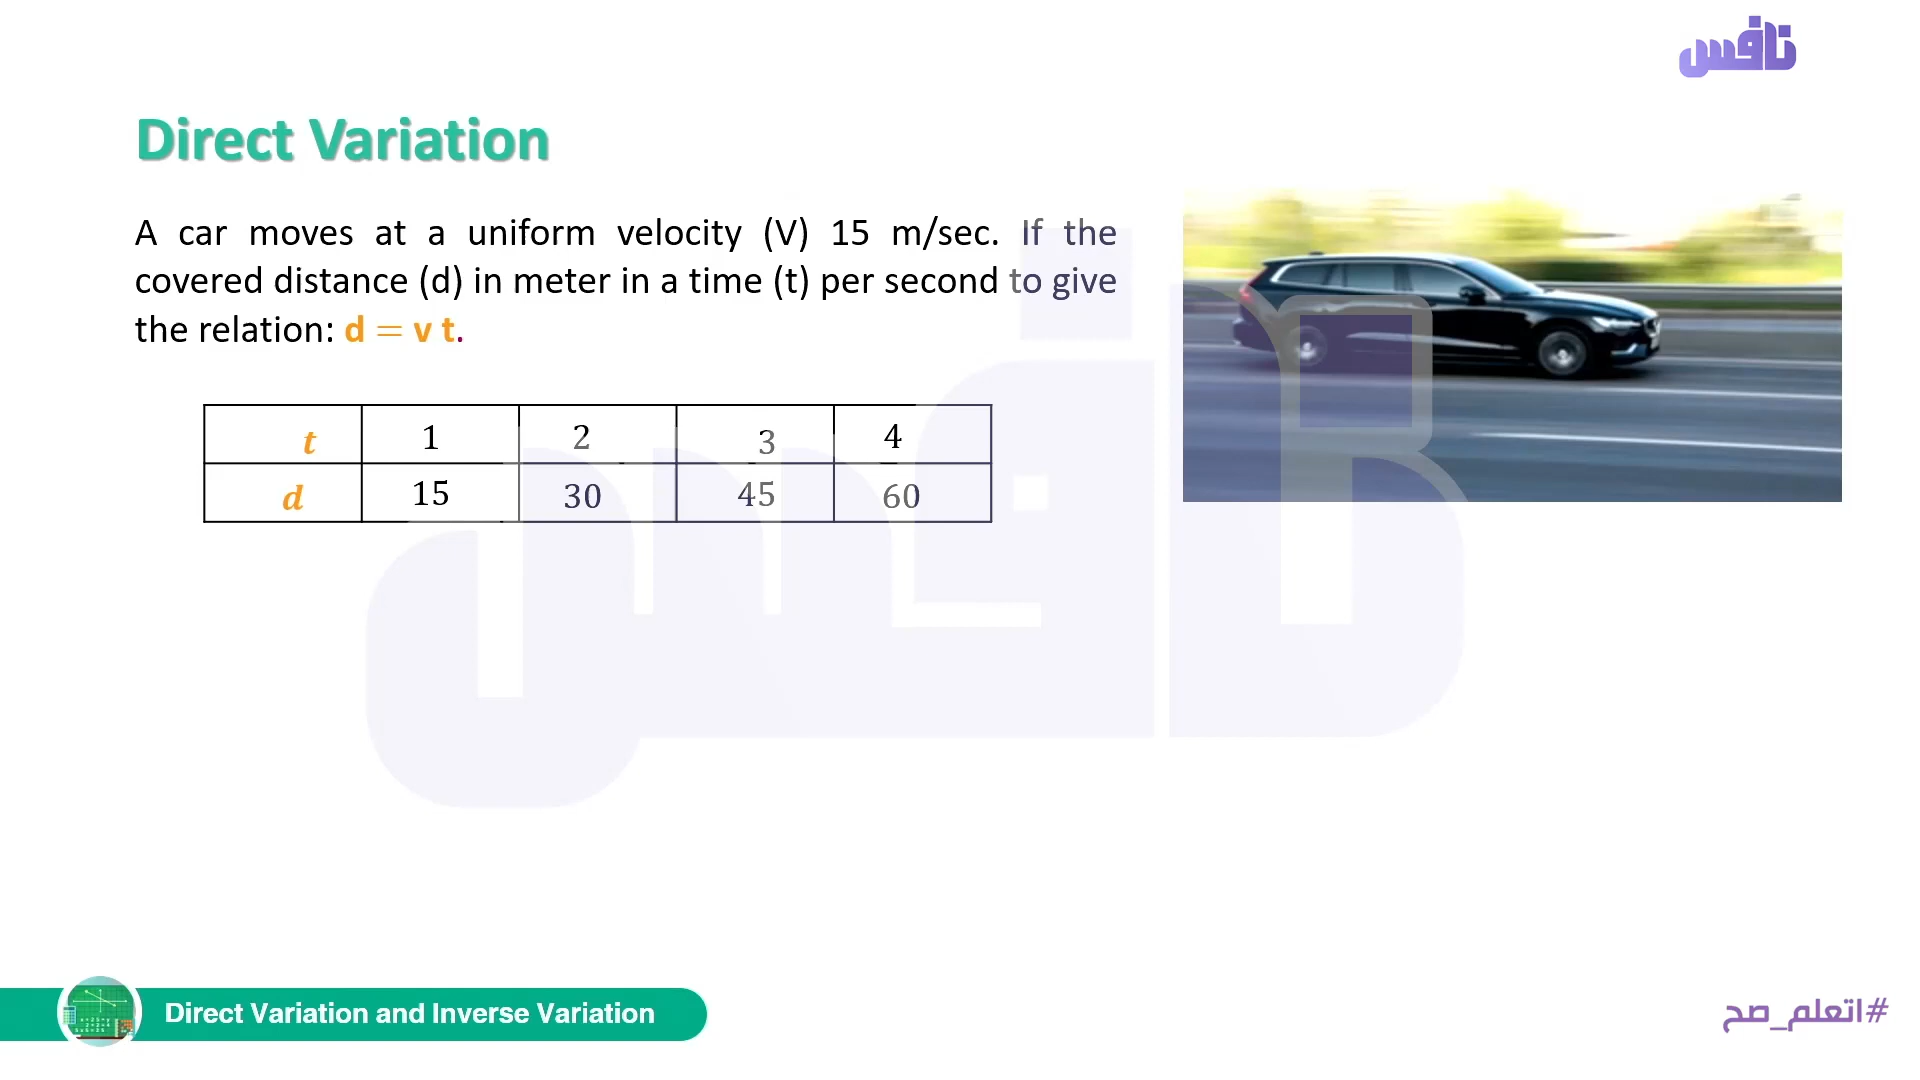 نافس
Direct Variation
A car moves at a uniform velocity (V) 15 m/sec. If the
covered distance (d) in meter in a time (t) per second to give
the relation: d = v t.
t 1 2 3 4
d 15 30 45 60
Direct Variation and Inverse Variation
#اتعلم_صح